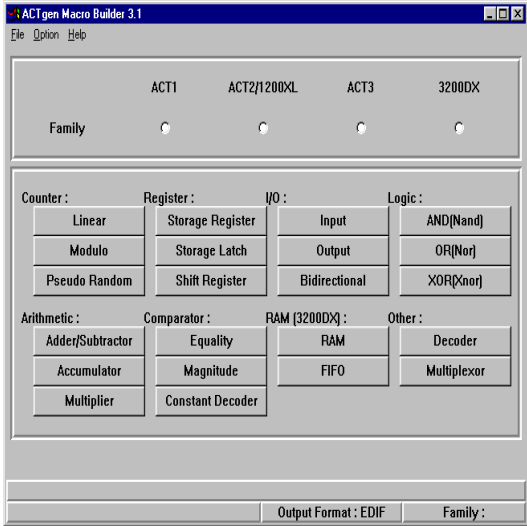 ACTgen Macro Builder 3.1
File Option Help
ACT1 ACT2/1200XL ACT3 3200DX
Family
Counter : Register : I/O : Logic :
Linear Storage Register Input AND(Nand)
Modulo Storage Latch Output OR(Nor)
Pseudo Random Shift Register Bidirectional XOR(Xnor)
Arithmetic : Comparator : RAM (3200DX) : Other :
Adder/Subtractor Equality RAM Decoder
Accumulator Magnitude FIFO Multiplexor
Multiplier Constant Decoder
Output Format : EDIF Family :